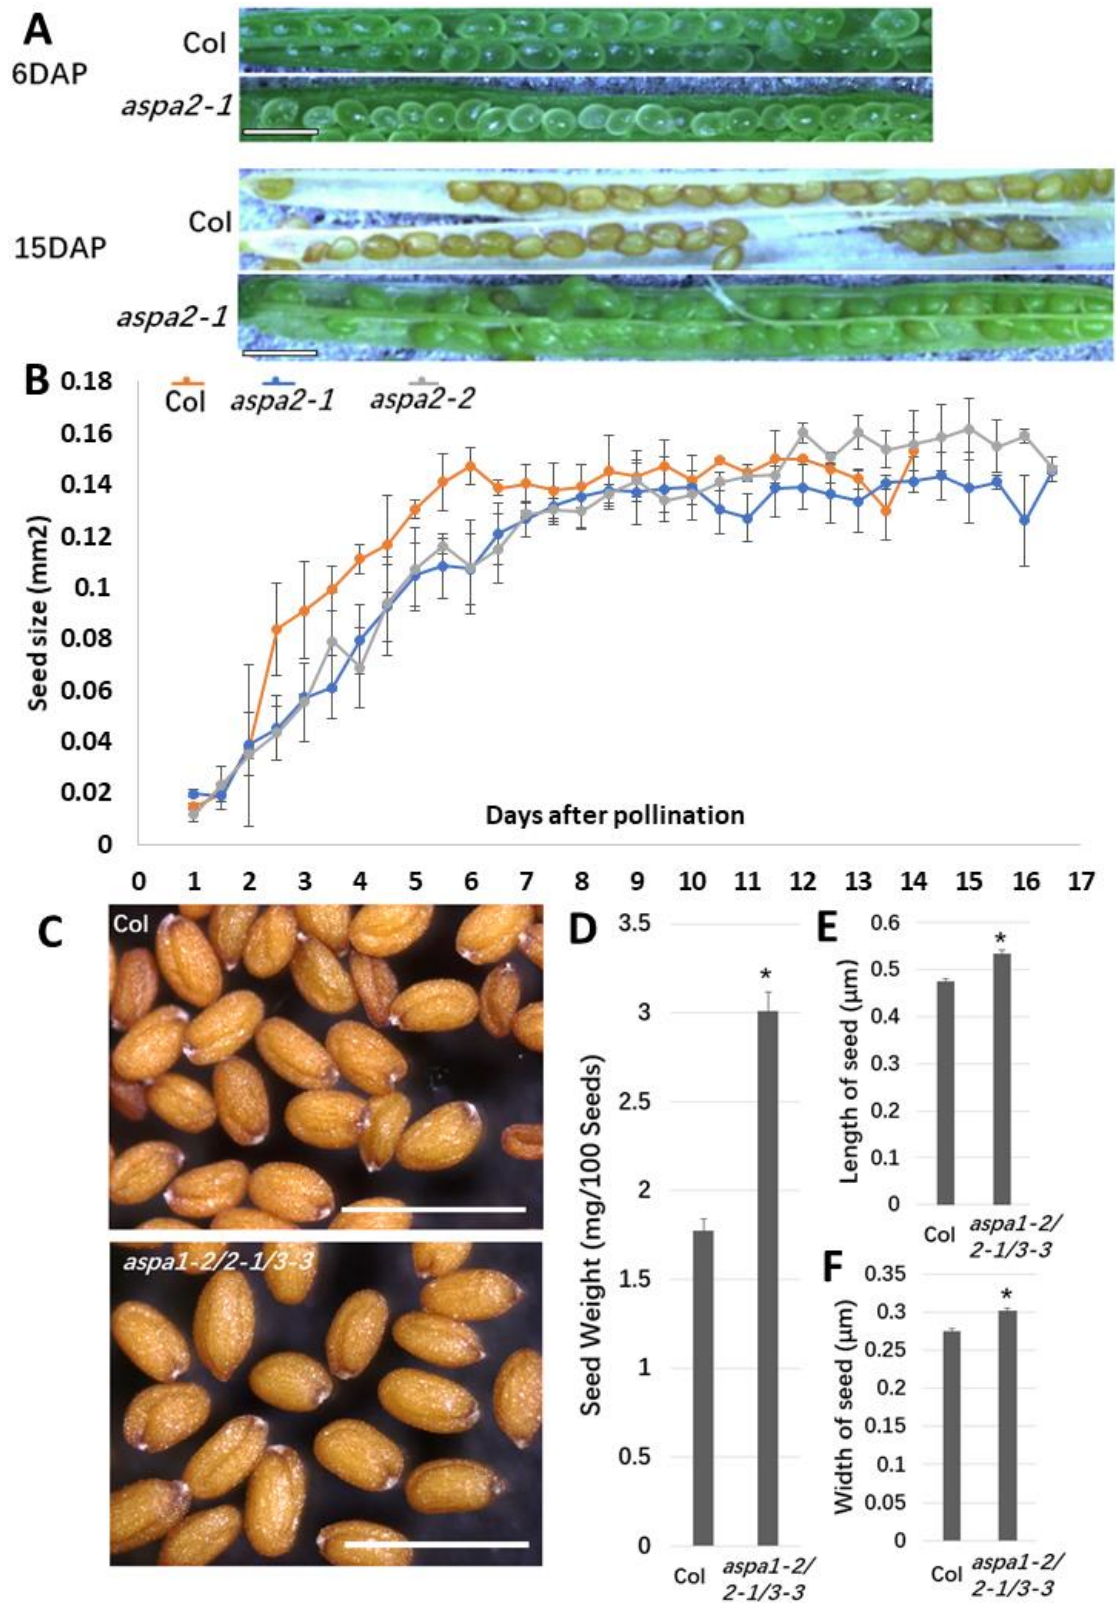 A
Col
6DAP
aspa2-1
Col
15DAP
aspa2-1
B
Col aspa2-1 aspa2-2
0.18
0.16
0.14
0.12
0.1
0.08
0.06
0.04
0.02
0
Seed size (mm2)
Days after pollination
0 1 2 3 4 5 6 7 8 9 10 11 12 13 14 15 16 17
C
Col
aspa1-2/2-1/3-3
D
3.5
3
2.5
2
1.5
1
0.5
0
Seed Weight (mg/100 Seeds)
*
Col aspa1-2/
2-1/3-3
E
0.6
0.5
0.4
0.3
0.2
0.1
0
Length of seed (μm)
*
Col aspa1-2/
2-1/3-3
F
0.35
0.3
0.25
0.2
0.15
0.1
0.05
0
Width of seed (μm)
*
Col aspa1-2/
2-1/3-3